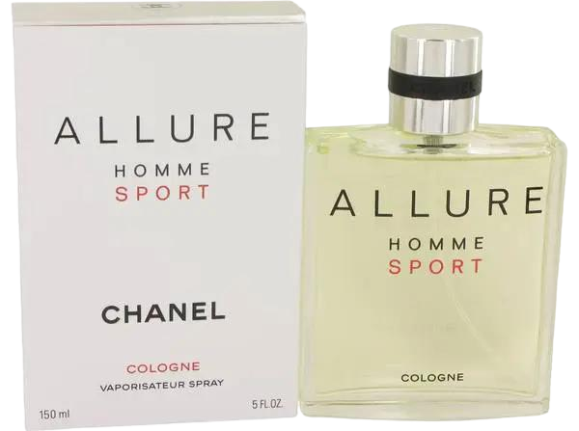 ALLURE
HOMME
SPORT
CHANEL
COLOGNE
VAPORISATEUR SPRAY
150 ml 5 FL.OZ.
ALLURE
HOMME
SPORT
COLOGNE